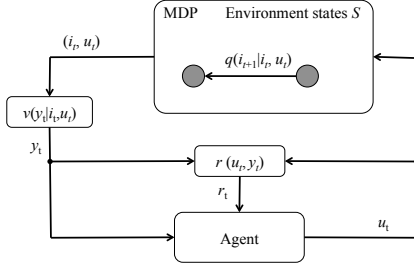 MDP Environment states S
(i_t, u_t)
q(i_{t+1}|i_t, u_t)
v(y_t|i_t,u_t)
y_t
r (u_t, y_t)
r_t
Agent
u_t